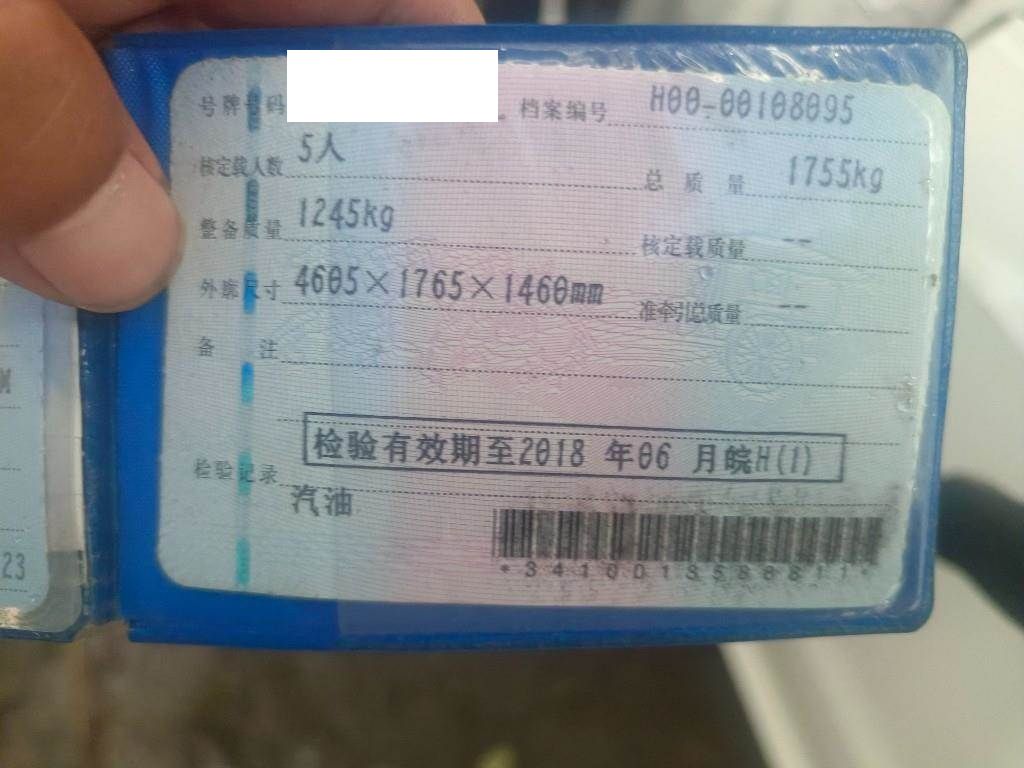 号牌号码 档案编号 H00-00108095
核定载人数 5人 总质量 1755kg
整备质量 1245kg 核定载质量 --
外廓尺寸 4605×1765×1460mm 准牵引总质量 --
备注
检验有效期至2018 年06 月皖H(1)
检验记录
汽油
M
23